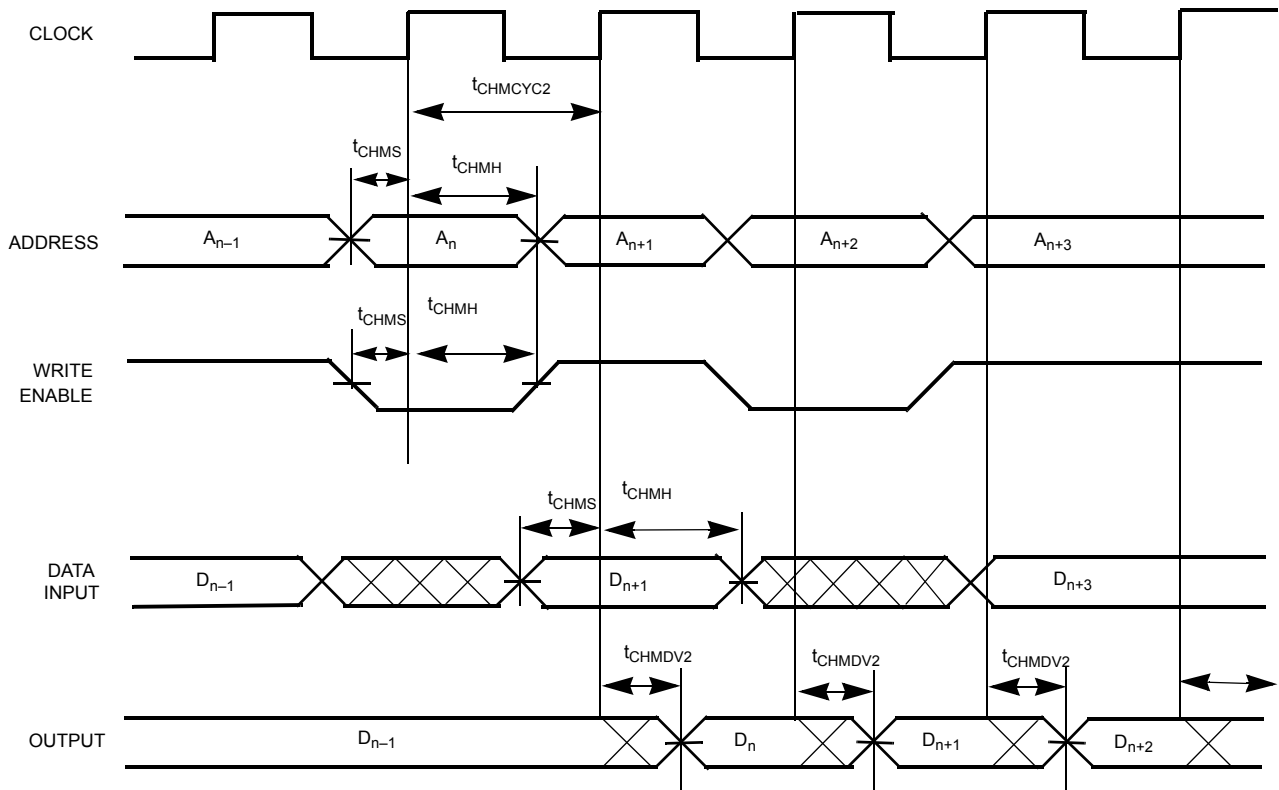 CLOCK
tCHMCYC2
tCHMS
tCHMH
ADDRESS
An–1
An
An+1
An+2
An+3
tCHMS
tCHMH
WRITE
ENABLE
tCHMS
tCHMH
DATA
INPUT
Dn–1
Dn+1
Dn+3
tCHMDV2
tCHMDV2
tCHMDV2
OUTPUT
Dn–1
Dn
Dn+1
Dn+2